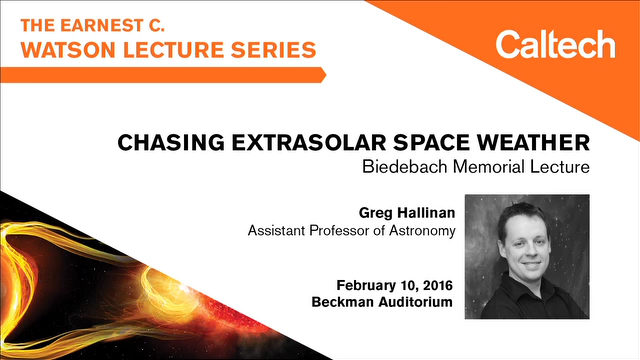 THE EARNEST C.
WATSON LECTURE SERIES
Caltech
CHASING EXTRASOLAR SPACE WEATHER
Biedebach Memorial Lecture
Greg Hallinan
Assistant Professor of Astronomy
February 10, 2016
Beckman Auditorium